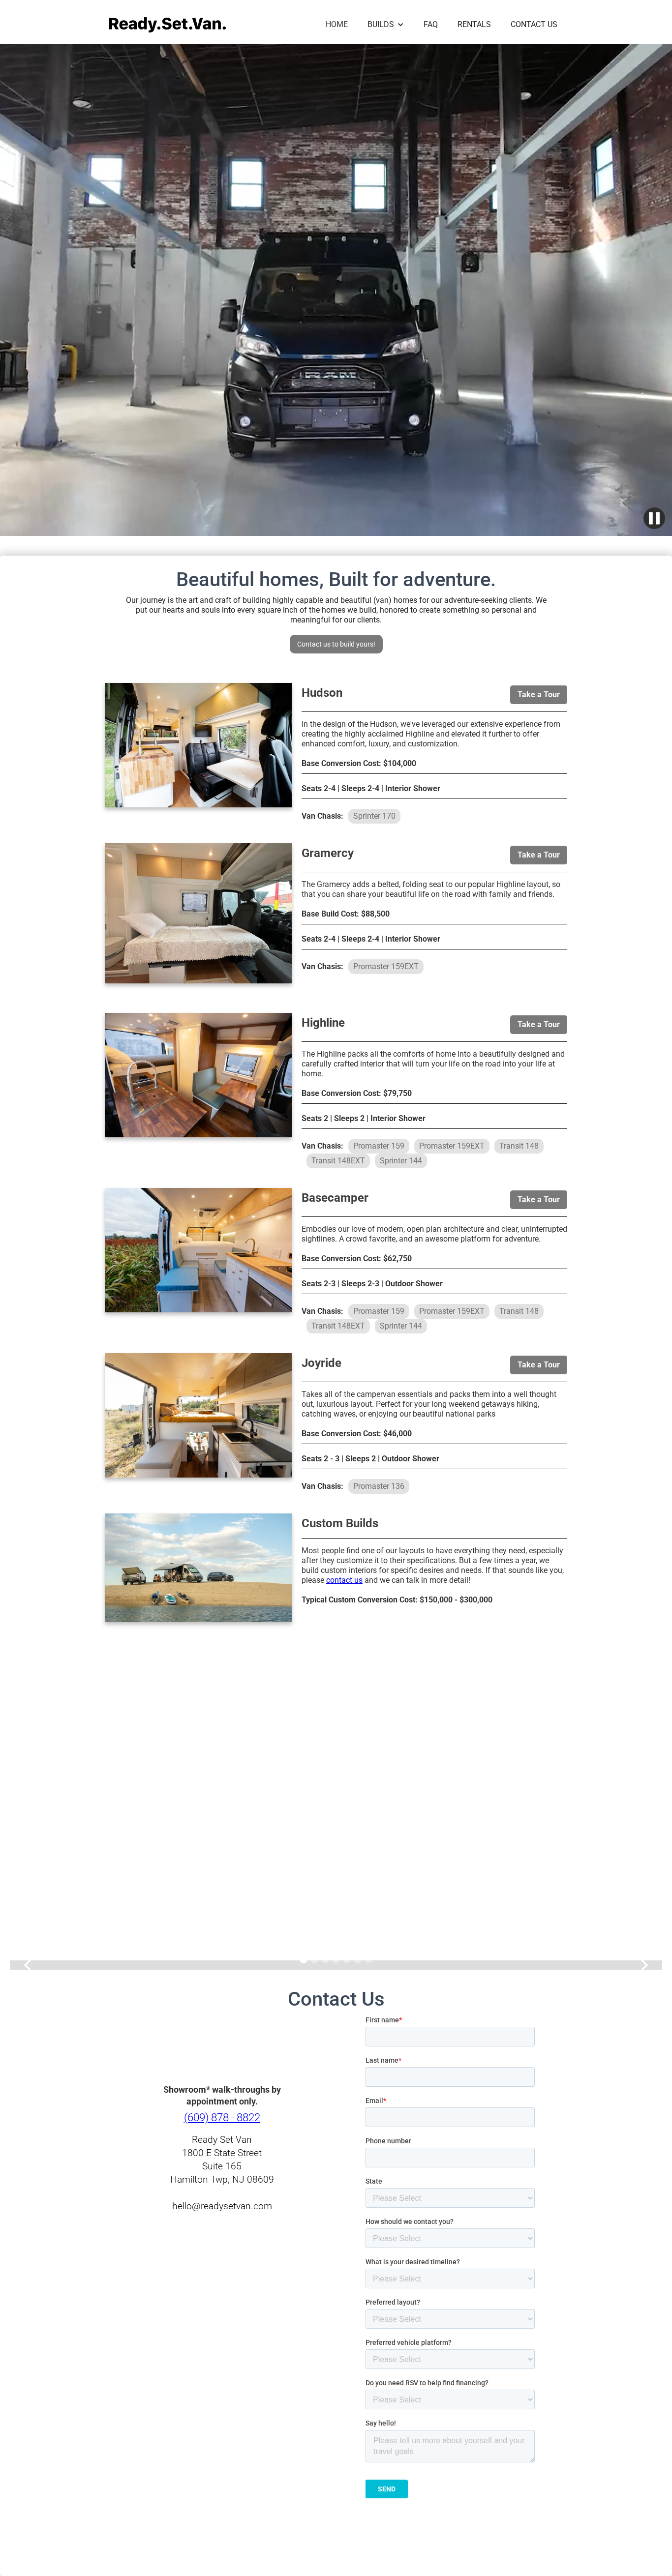 Ready.Set.Van.
HOME
BUILDS
FAQ
RENTALS
CONTACT US
RAM
Beautiful homes, Built for adventure.
Our journey is the art and craft of building highly capable and beautiful (van) homes for our adventure-seeking clients. We
put our hearts and souls into every square inch of the homes we build, honored to create something so personal and
meaningful for our clients.
Contact us to build yours!
Hudson
Take a Tour
In the design of the Hudson, we've leveraged our extensive experience from
creating the highly acclaimed Highline and elevated it further to offer
enhanced comfort, luxury, and customization.
Base Conversion Cost: $104,000
Seats 2-4 | Sleeps 2-4 | Interior Shower
Van Chasis: Sprinter 170
Gramercy
Take a Tour
The Gramercy adds a belted, folding seat to our popular Highline layout, so
that you can share your beautiful life on the road with family and friends.
Base Build Cost: $88,500
Seats 2-4 | Sleeps 2-4 | Interior Shower
Van Chasis: Promaster 159EXT
Highline
Take a Tour
The Highline packs all the comforts of home into a beautifully designed and
carefully crafted interior that will turn your life on the road into your life at
home.
Base Conversion Cost: $79,750
Seats 2 | Sleeps 2 | Interior Shower
Van Chasis: Promaster 159 Promaster 159EXT Transit 148
Transit 148EXT Sprinter 144
Basecamper
Take a Tour
Embodies our love of modern, open plan architecture and clear, uninterrupted
sightlines. A crowd favorite, and an awesome platform for adventure.
Base Conversion Cost: $62,750
Seats 2-3 | Sleeps 2-3 | Outdoor Shower
Van Chasis: Promaster 159 Promaster 159EXT Transit 148
Transit 148EXT Sprinter 144
Joyride
Take a Tour
Takes all of the campervan essentials and packs them into a well thought
out, luxurious layout. Perfect for your long weekend getaways hiking,
catching waves, or enjoying our beautiful national parks
Base Conversion Cost: $46,000
Seats 2 - 3 | Sleeps 2 | Outdoor Shower
Van Chasis: Promaster 136
Custom Builds
Most people find one of our layouts to have everything they need, especially
after they customize it to their specifications. But a few times a year, we
build custom interiors for specific desires and needs. If that sounds like you,
please contact us and we can talk in more detail!
Typical Custom Conversion Cost: $150,000 - $300,000
Contact Us
Showroom* walk-throughs by
appointment only.
(609) 878 - 8822
Ready Set Van
1800 E State Street
Suite 165
Hamilton Twp, NJ 08609
hello@readysetvan.com
First name*
Last name*
Email*
Phone number
State
Please Select
How should we contact you?
Please Select
What is your desired timeline?
Please Select
Preferred layout?
Please Select
Preferred vehicle platform?
Please Select
Do you need RSV to help find financing?
Please Select
Say hello!
Please tell us more about yourself and your
travel goals
SEND